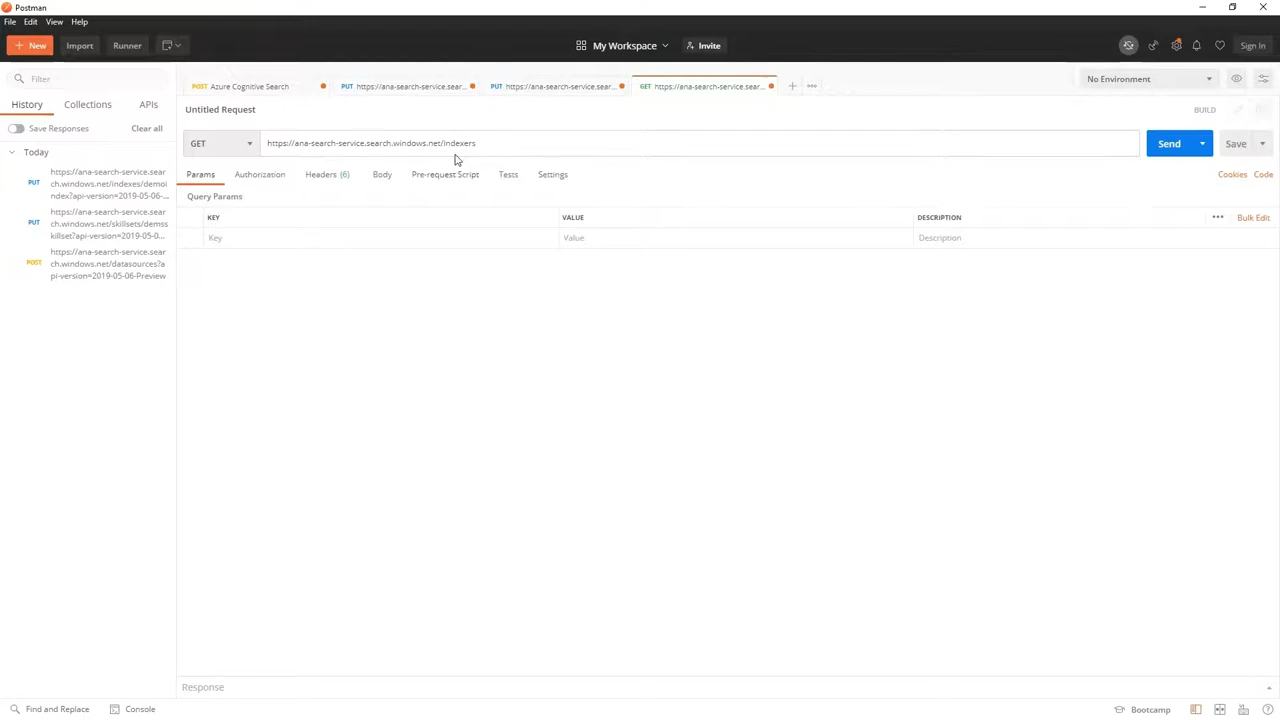 Postman
File Edit View Help
New Import Runner My Workspace Invite Sign In
Filter
POST Azure Cognitive Search PUT https://ana-search-service.sear... PUT https://ana-search-service.sear... GET https://ana-search-service.sear... No Environment
History Collections APIs
Untitled Request BUILD
Save Responses Clear all
GET https://ana-search-service.search.windows.net/indexers Send Save
Today
Params Authorization Headers (6) Body Pre-request Script Tests Settings Cookies Code
PUT https://ana-search-service.sear
ch.windows.net/indexes/demoi
ndex?api-version=2019-05-06-...
PUT https://ana-search-service.sear
ch.windows.net/skillsets/demss
killset?api-version=2019-05-0...
POST https://ana-search-service.sear
ch.windows.net/datasources?a
pi-version=2019-05-06-Preview
Query Params
KEY VALUE DESCRIPTION Bulk Edit
Key Value Description
Response
Find and Replace Console Bootcamp